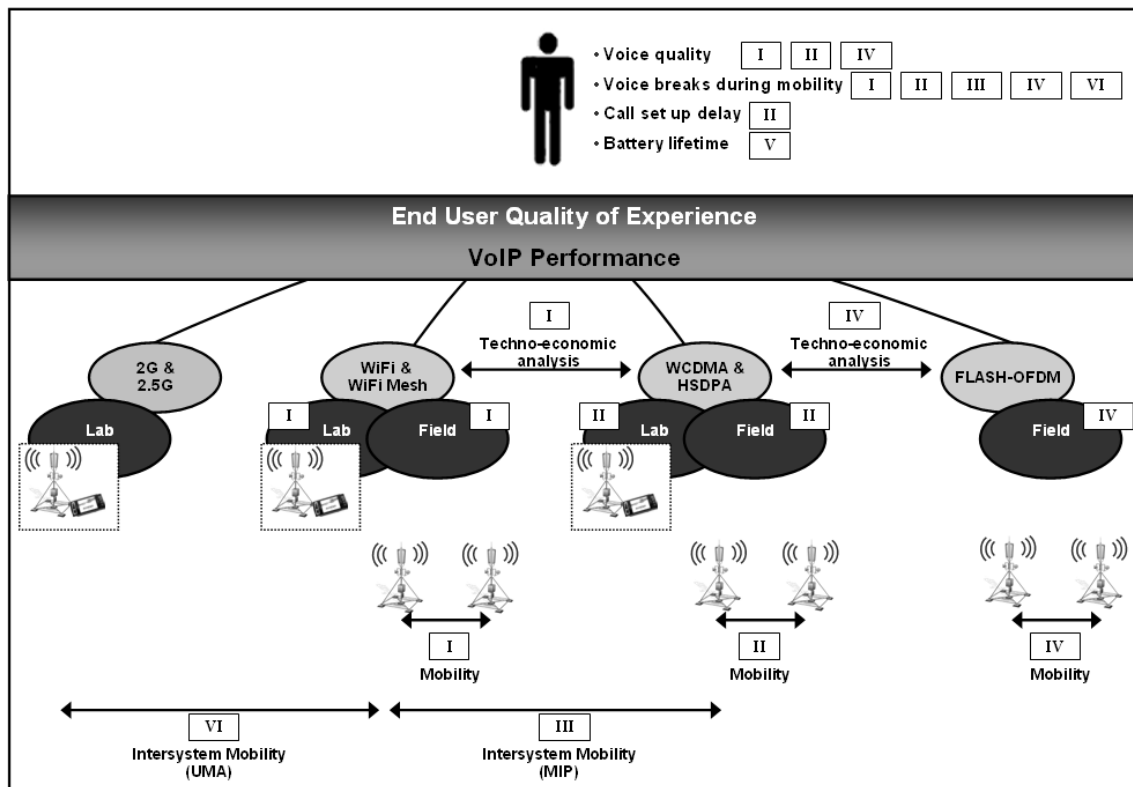 • Voice quality I II IV
• Voice breaks during mobility I II III IV VI
• Call set up delay II
• Battery lifetime V
End User Quality of Experience
VoIP Performance
I
Techno-economic
analysis
IV
Techno-economic
analysis
2G &
2.5G
WiFi &
WiFi Mesh
WCDMA &
HSDPA
FLASH-OFDM
Lab
I
Lab
Field
I
II
Lab
Field
II
Field
IV
I
Mobility
II
Mobility
IV
Mobility
VI
Intersystem Mobility
(UMA)
III
Intersystem Mobility
(MIP)